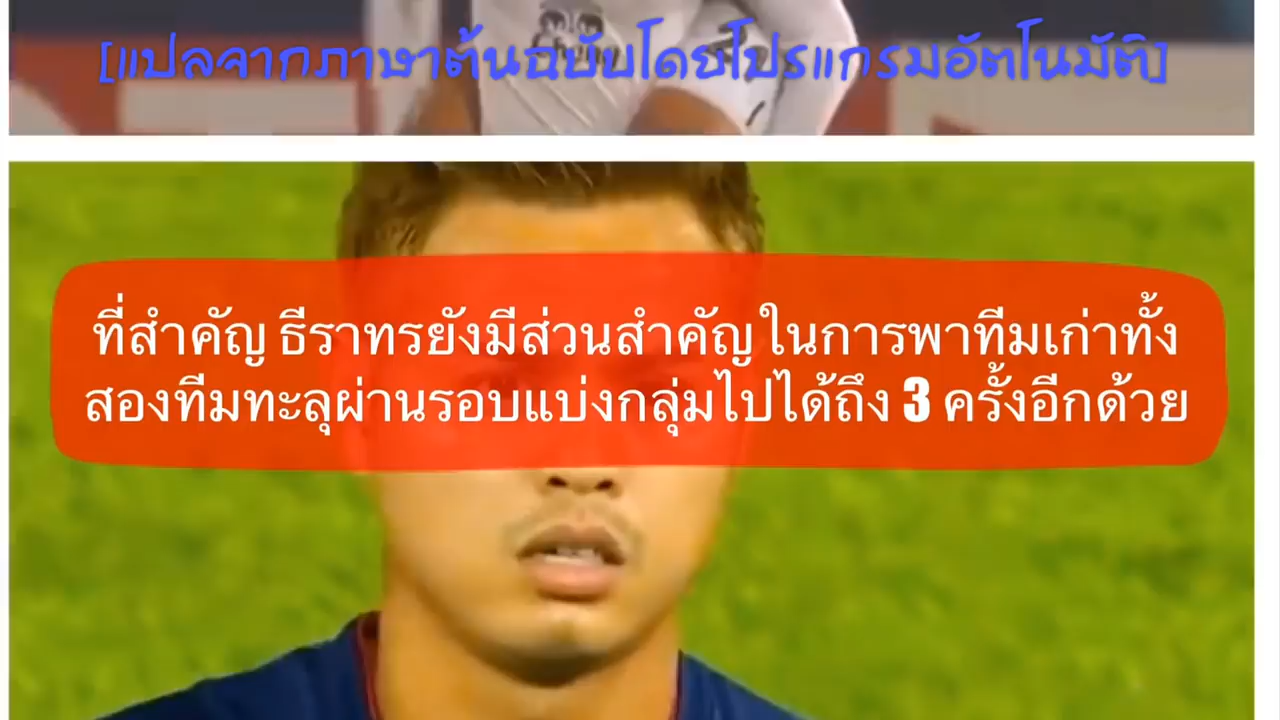 [แปลจากภาษาต้นฉบับโดยโปรแกรมอัตโนมัติ]
ที่สำคัญ ธีราทรยังมีส่วนสำคัญ ในการพาทีมเก่าทั้ง
สองทีมทะลุผ่านรอบแบ่งกลุ่มไปได้ถึง 3 ครั้งอีกด้วย